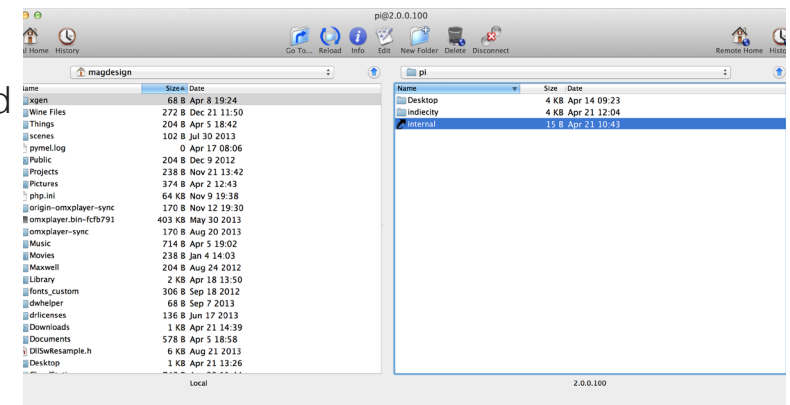 pi@2.0.0.100
Home History Go To... Reload Info Edit New Folder Delete Disconnect Remote Home
magdesign pi
d
Size Date Name Size Date
xgen 68 B Apr 8 19:24 Desktop 4 KB Apr 14 09:23
Wine Files 272 B Dec 21 11:50 indiecity 4 KB Apr 21 12:04
Things 204 B Apr 5 18:42 internal 15 B Apr 21 10:43
scenes 102 B Jul 30 2013
pymel.log 0 Apr 17 08:06
Public 204 B Dec 9 2012
Projects 238 B Nov 21 13:42
Pictures 374 B Apr 2 12:43
php.ini 64 KB Nov 9 19:38
origin-omxplayer-sync 170 B Nov 12 19:30
omxplayer.bin-fcfb791 403 KB May 30 2013
omxplayer-sync 170 B Aug 20 2013
Music 714 B Apr 5 19:02
Movies 238 B Jan 4 14:03
Maxwell 204 B Aug 24 2012
Library 2 KB Apr 18 13:50
fonts_custom 306 B Sep 18 2012
dwhelper 68 B Sep 7 2013
drlicenses 136 B Jun 17 2013
Downloads 1 KB Apr 21 14:39
Documents 578 B Apr 5 18:58
DllSwResample.h 6 KB Aug 21 2013
Desktop 1 KB Apr 21 13:26
Local 2.0.0.100